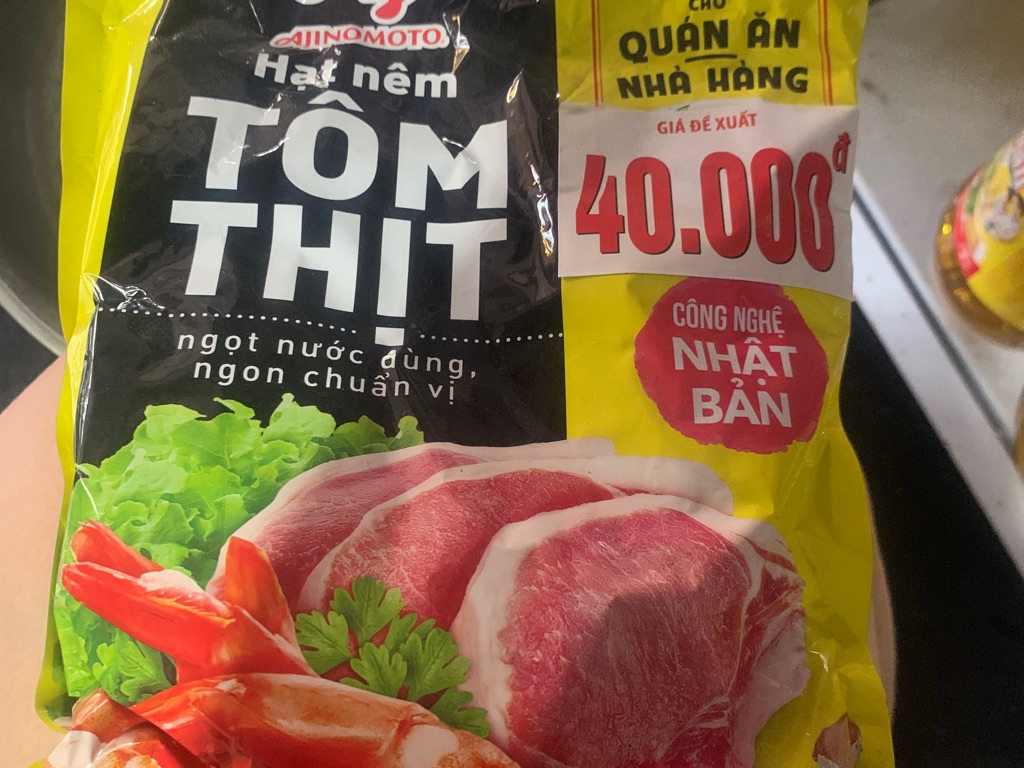 AJINOMOTO
Hạt nêm
TÔM
THỊT
ngọt nước dùng,
ngon chuẩn vị
CHO
QUÁN ĂN
NHÀ HÀNG
GIÁ ĐỀ XUẤT
40.000đ
CÔNG NGHỆ
NHẬT
BẢN